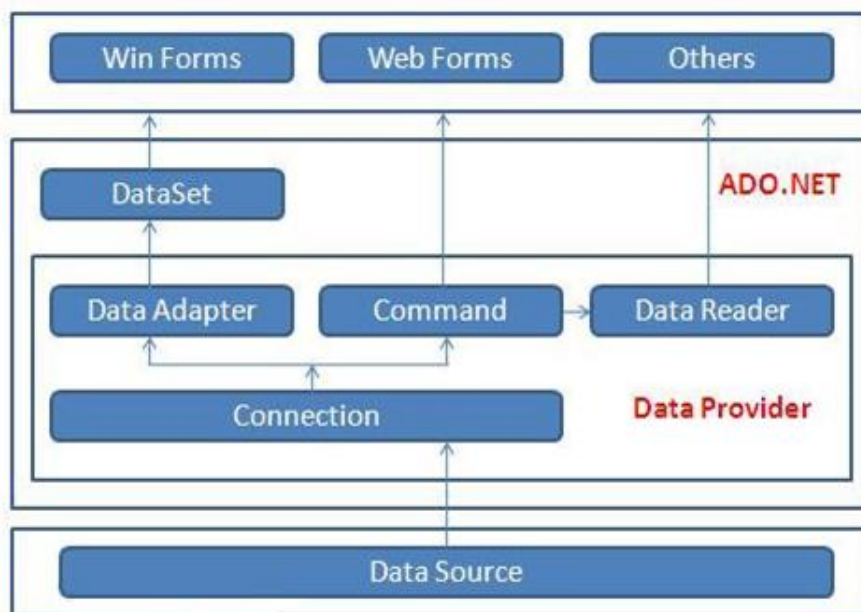 Win Forms
Web Forms
Others
DataSet
ADO.NET
Data Adapter
Command
Data Reader
Connection
Data Provider
Data Source